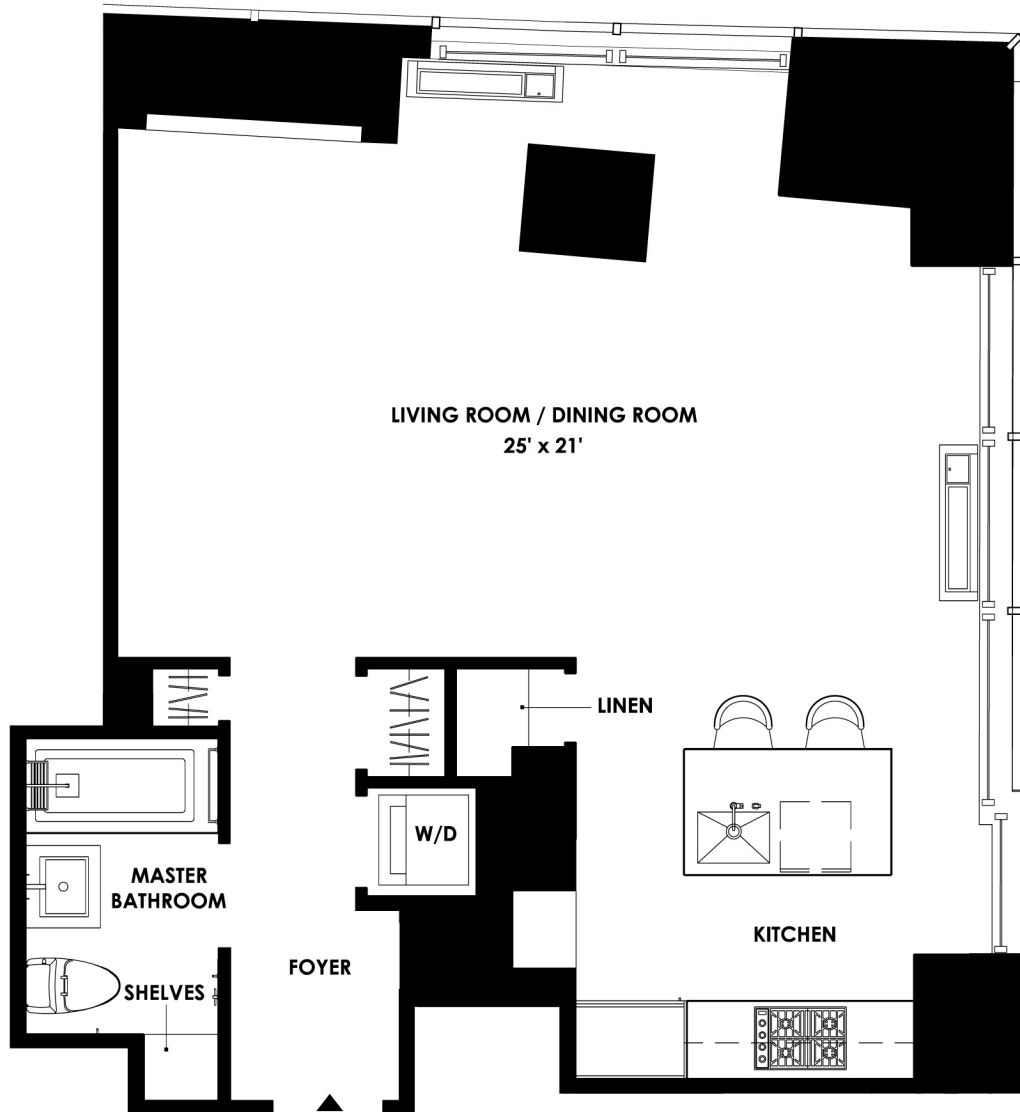 LIVING ROOM / DINING ROOM
25' x 21'
LINEN
W/D
MASTER
BATHROOM
KITCHEN
FOYER
SHELVES